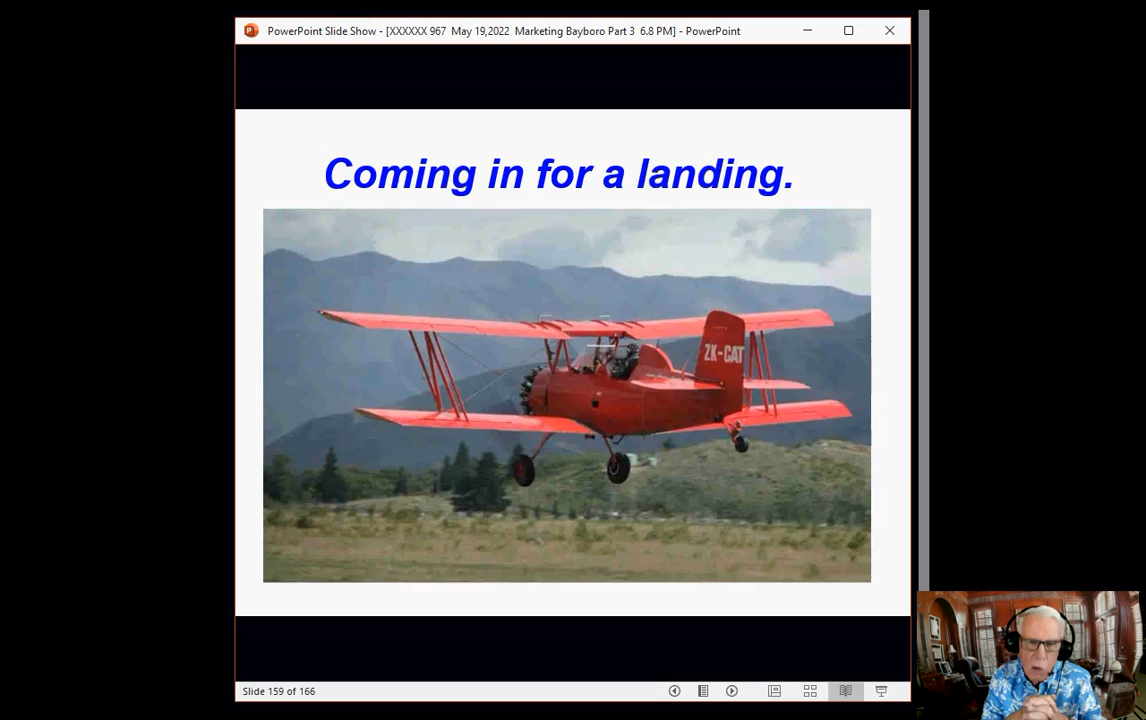 PowerPoint Slide Show - [XXXXXX 967 May 19,2022 Marketing Bayboro Part 3 6.8 PM] - PowerPoint
Coming in for a landing.
ZK-CAT
Slide 159 of 166